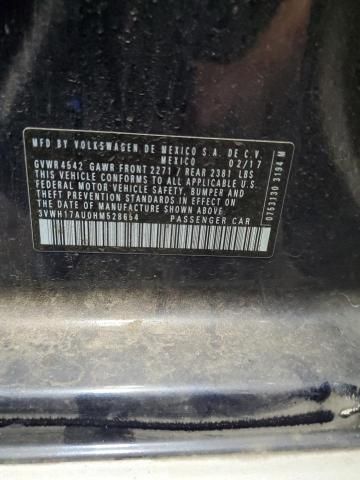 MFD BY VOLKSWAGEN DE MEXICO S.A. DE C.V.
MEXICO 02/17
GVWR 4542 GAWR FRONT 2271 / REAR 2381 LBS
THIS VEHICLE CONFORMS TO ALL APPLICABLE U.S.
FEDERAL MOTOR VEHICLE SAFETY, BUMPER AND
THEFT PREVENTION STANDARDS IN EFFECT ON THE
DATE OF MANUFACTURE SHOWN ABOVE.
3VWH17AU0HM528654 PASSENGER CAR
0753130 3194 M